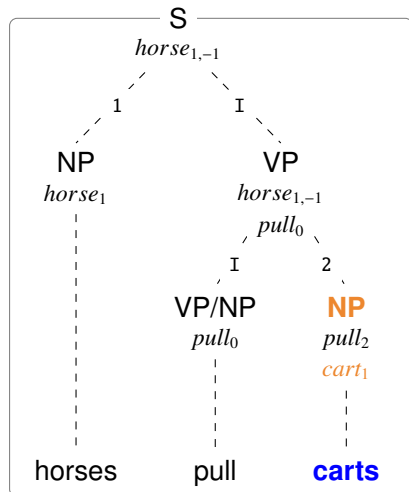 S
horse₁,₋₁
1 I
NP VP
horse₁ horse₁,₋₁
pull₀
I 2
VP/NP NP
pull₀ pull₂
cart₁
horses pull carts